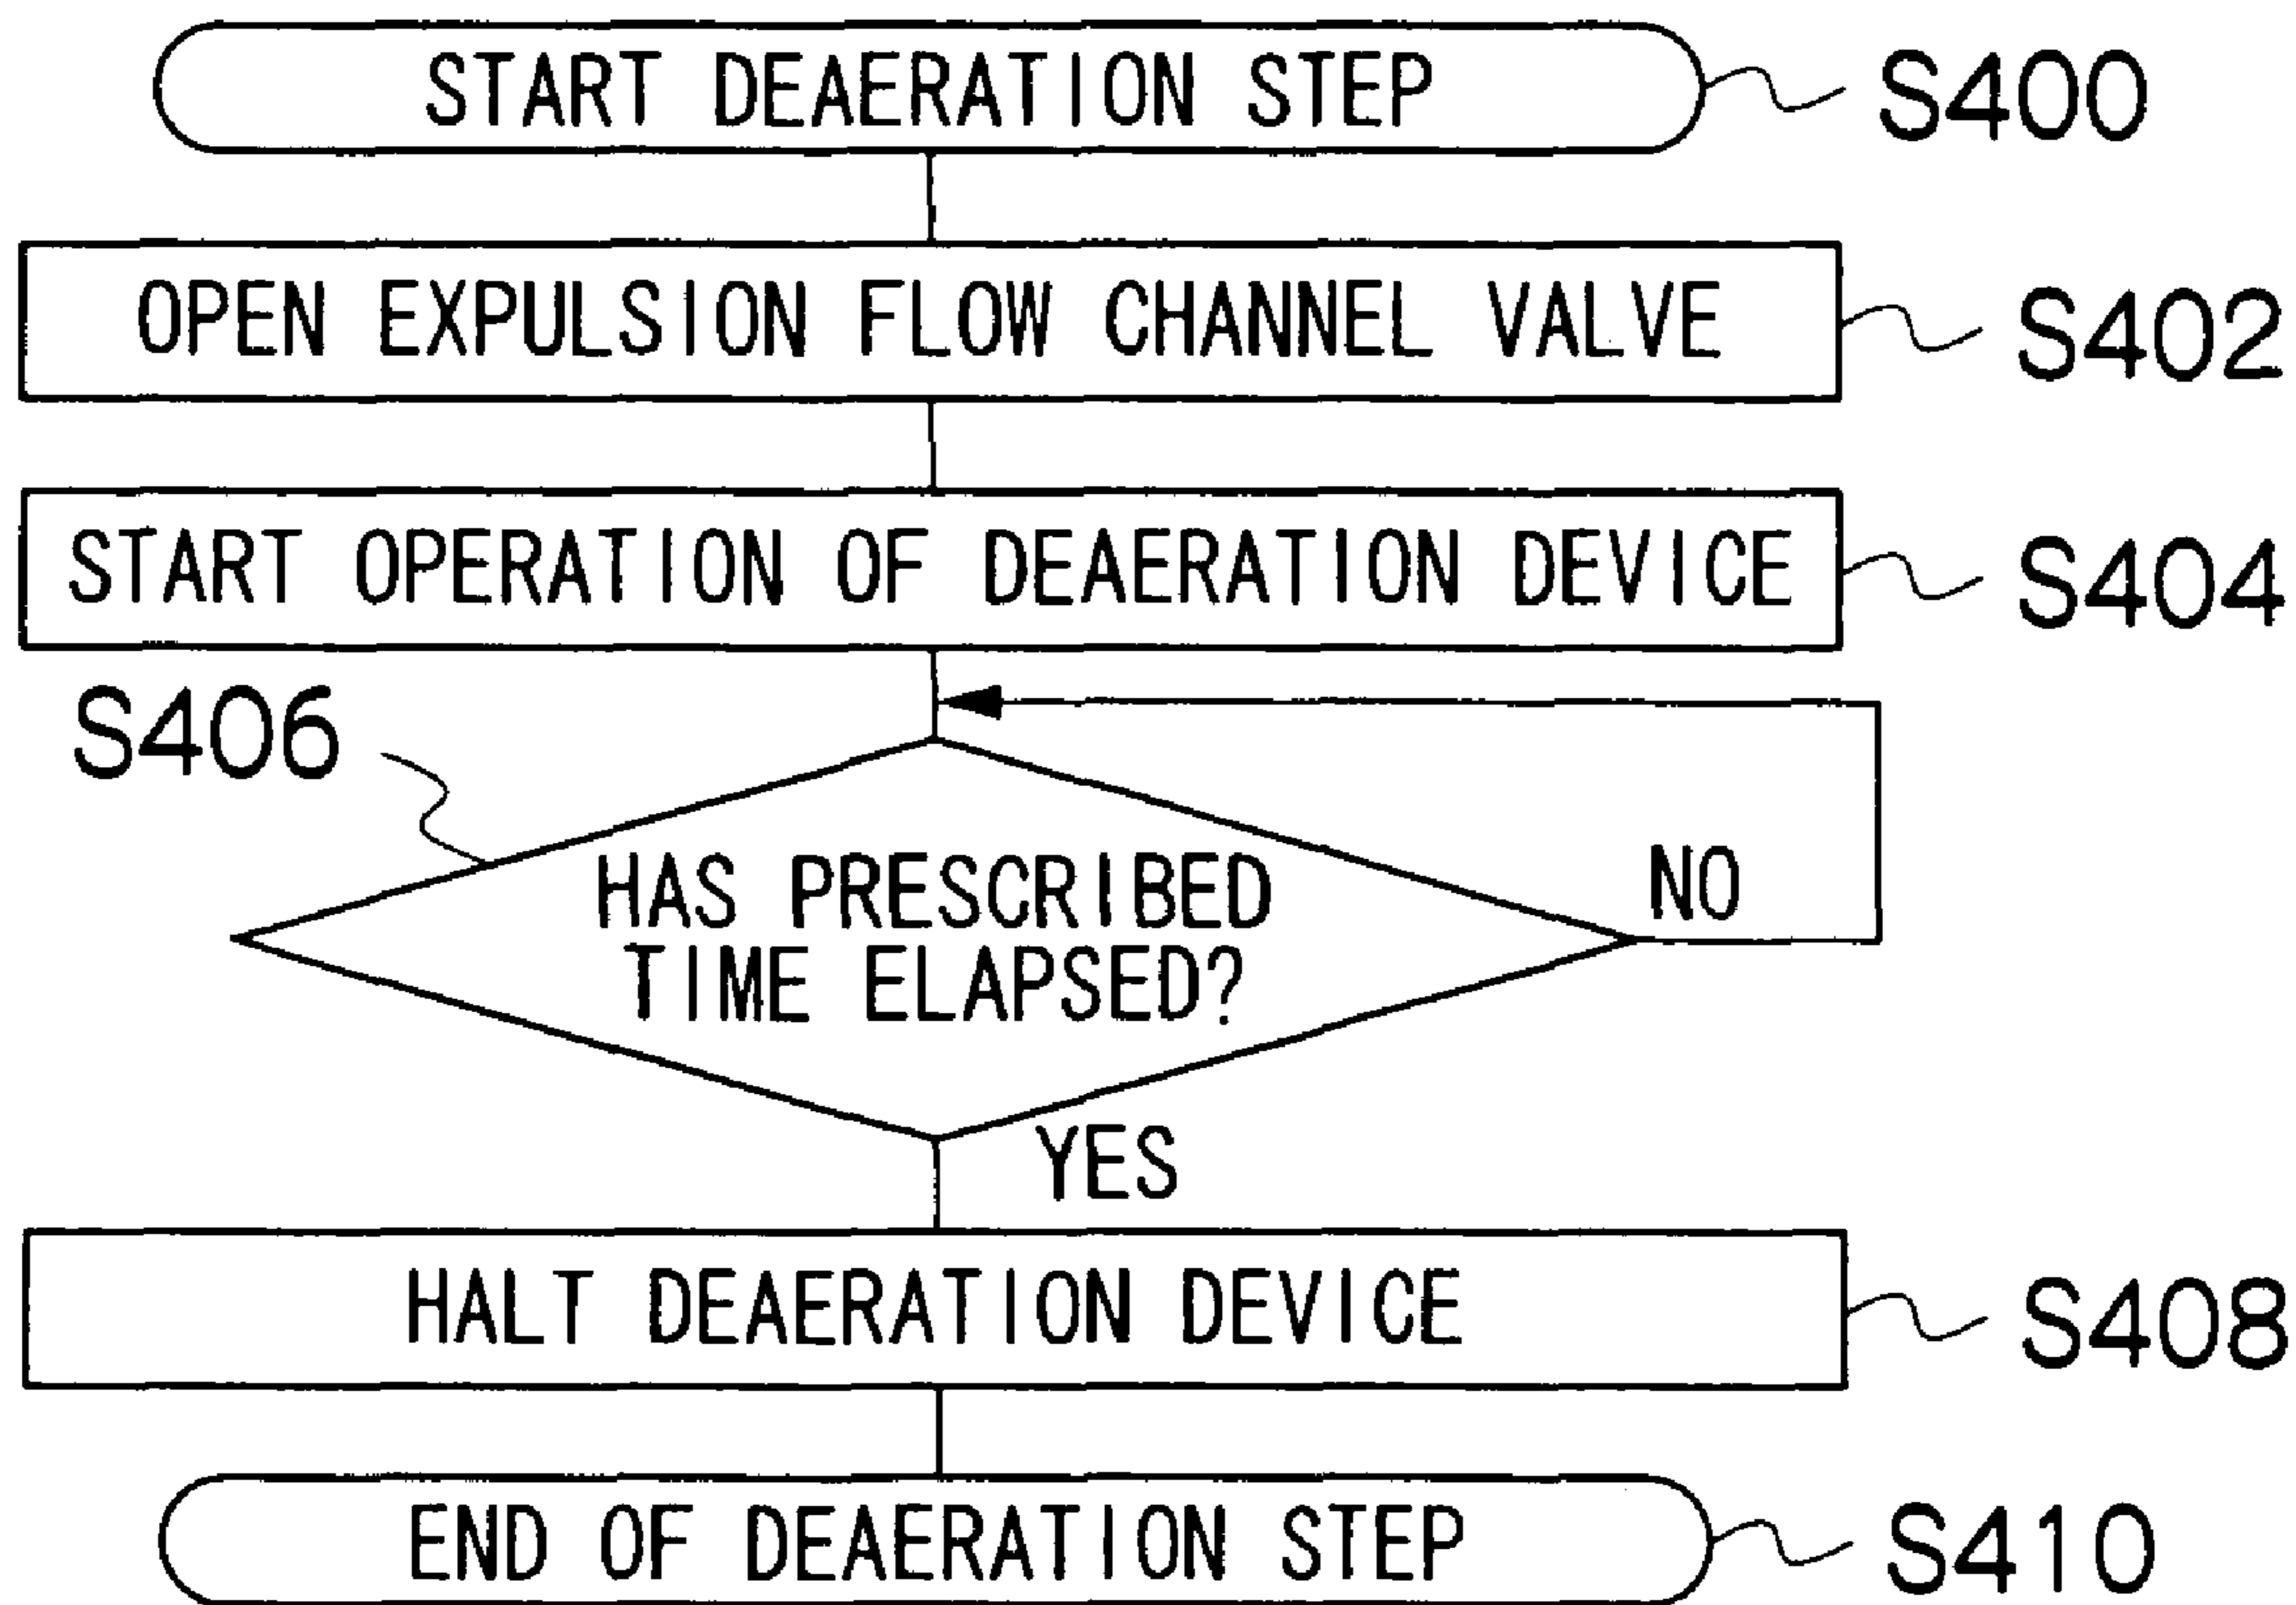 START DEAERATION STEP
S400
OPEN EXPULSION FLOW CHANNEL VALVE
S402
START OPERATION OF DEAERATION DEVICE
S404
S406
HAS PRESCRIBED
TIME ELAPSED?
NO
YES
HALT DEAERATION DEVICE
S408
END OF DEAERATION STEP
S410